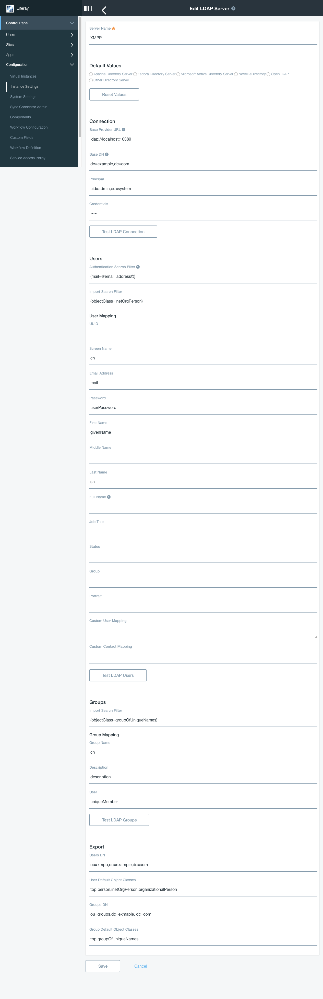 Liferay
Edit LDAP Server
Control Panel
Users
Sites
Apps
Configuration
Virtual Instances
Instance Settings
System Settings
Sync Connector Admin
Components
Workflow Configuration
Custom Fields
Workflow Definition
Service Access Policy
Server Name
XMPP
Default Values
Apache Directory Server Fedora Directory Server Microsoft Active Directory Server Novell eDirectory OpenLDAP
Other Directory Server
Reset Values
Connection
Base Provider URL
ldap://localhost:10389
Base DN
dc=example,dc=com
Principal
uid=admin,ou=system
Credentials
•••••
Test LDAP Connection
Users
Authentication Search Filter
(mail=@email_address@)
Import Search Filter
(objectClass=inetOrgPerson)
User Mapping
UUID
Screen Name
cn
Email Address
mail
Password
userPassword
First Name
givenName
Middle Name
Last Name
sn
Full Name
Job Title
Status
Group
Portrait
Custom User Mapping
Custom Contact Mapping
Test LDAP Users
Groups
Import Search Filter
(objectClass=groupOfUniqueNames)
Group Mapping
Group Name
cn
Description
description
User
uniqueMember
Test LDAP Groups
Export
Users DN
ou=xmpp,dc=example,dc=com
User Default Object Classes
top,person,inetOrgPerson,organizationalPerson
Groups DN
ou=groups,dc=exmaple, dc=com
Group Default Object Classes
top,groupOfUniqueNames
Save
Cancel